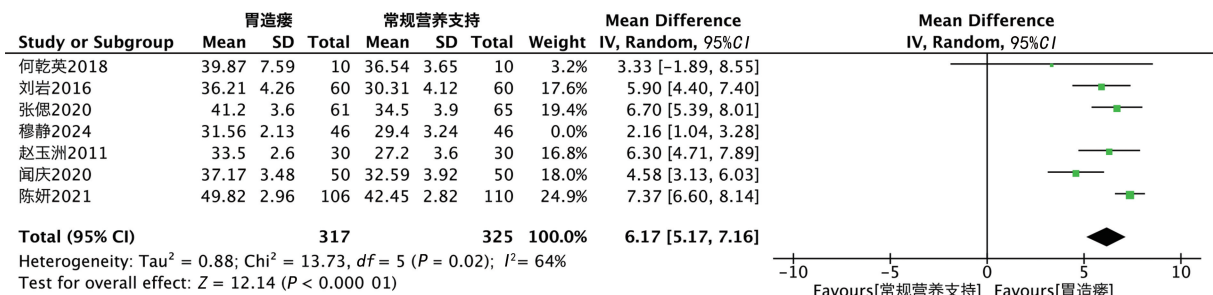 胃造瘘 常规营养支持 Mean Difference Mean Difference
Study or Subgroup Mean SD Total Mean SD Total Weight IV, Random, 95%CI IV, Random, 95%CI
何乾英2018 39.87 7.59 10 36.54 3.65 10 3.2% 3.33 [−1.89, 8.55]
刘岩2016 36.21 4.26 60 30.31 4.12 60 17.6% 5.90 [4.40, 7.40]
张偲2020 41.2 3.6 61 34.5 3.9 65 19.4% 6.70 [5.39, 8.01]
穆静2024 31.56 2.13 46 29.4 3.24 46 0.0% 2.16 [1.04, 3.28]
赵玉洲2011 33.5 2.6 30 27.2 3.6 30 16.8% 6.30 [4.71, 7.89]
闻庆2020 37.17 3.48 50 32.59 3.92 50 18.0% 4.58 [3.13, 6.03]
陈妍2021 49.82 2.96 106 42.45 2.82 110 24.9% 7.37 [6.60, 8.14]
Total (95% CI) 317 325 100.0% 6.17 [5.17, 7.16]
Heterogeneity: Tau² = 0.88; Chi² = 13.73, df = 5 (P = 0.02); I²= 64%
Test for overall effect: Z = 12.14 (P < 0.000 01)
−10 −5 0 5 10
Favours[常规营养支持] Favours[胃造瘘]